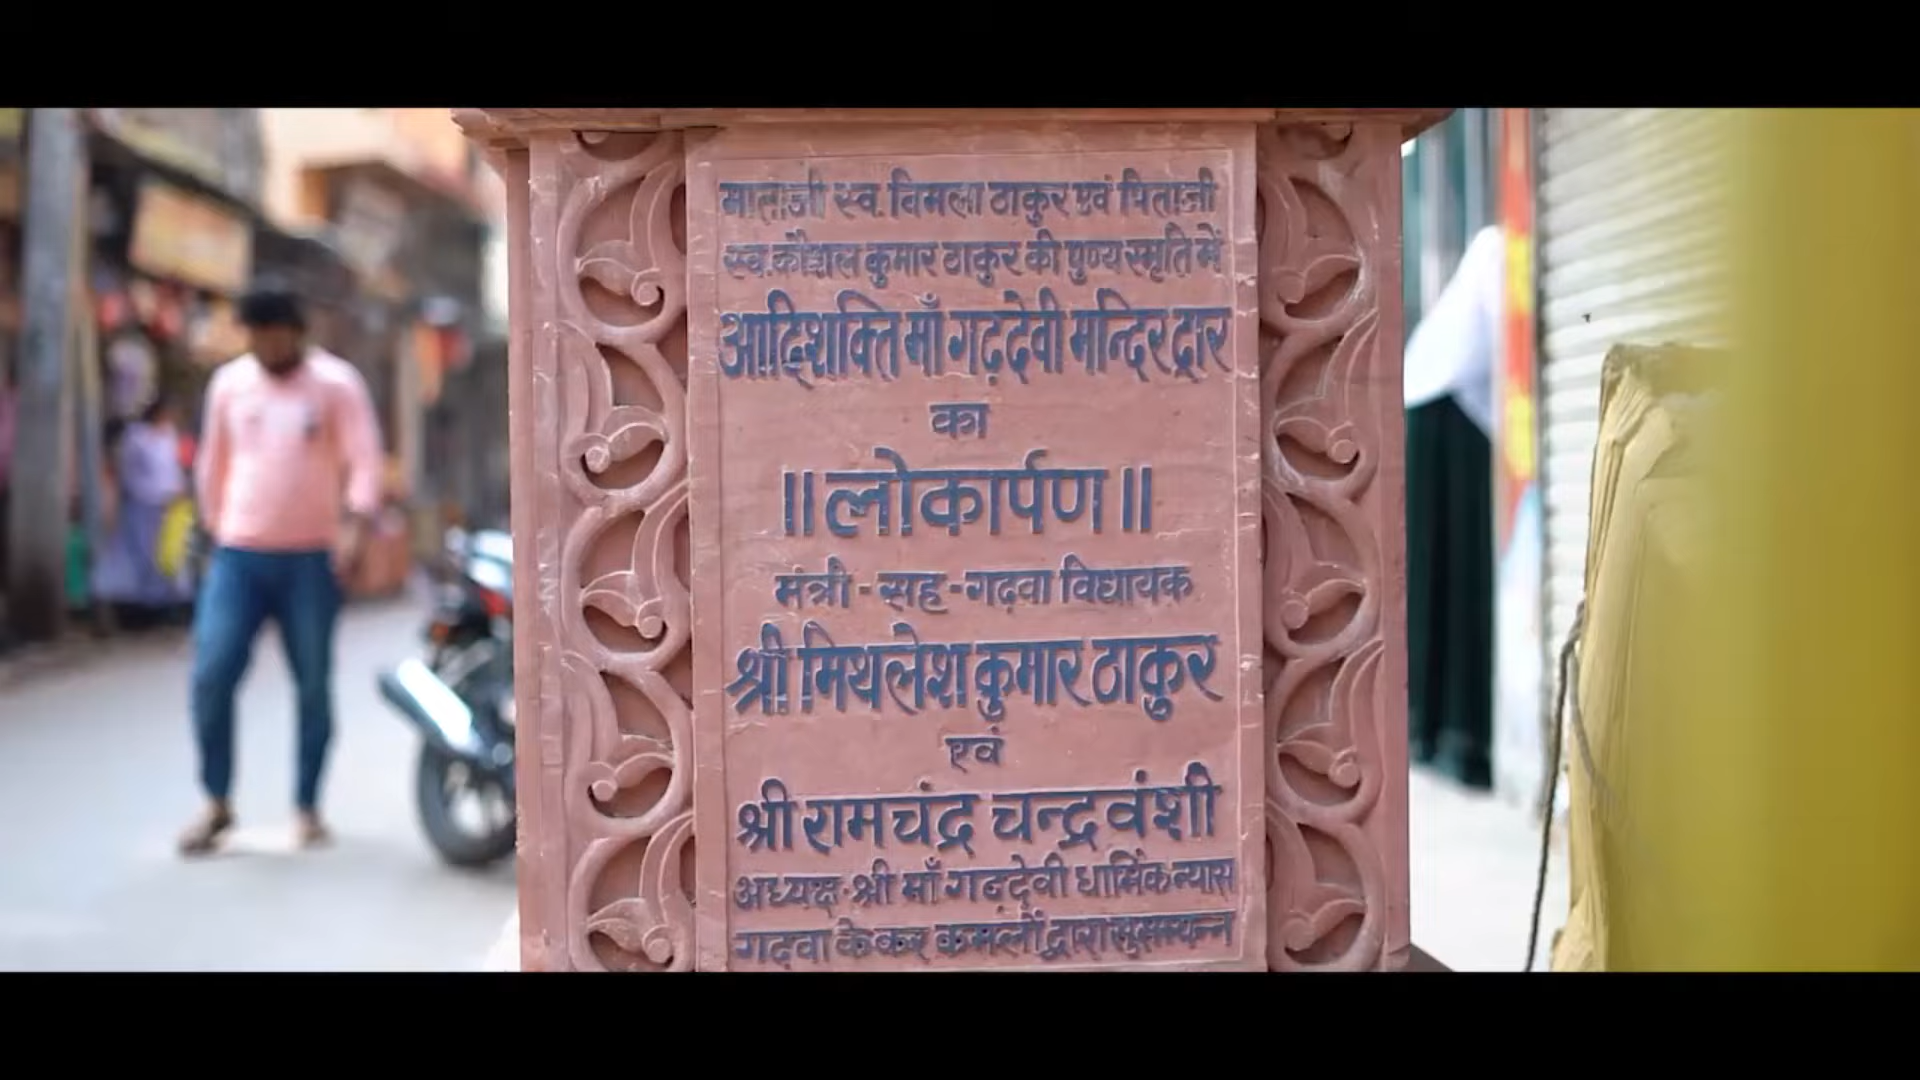 माताजी स्व. विमला ठाकुर एवं पिताजी
स्व. कौशल कुमार ठाकुर की पुण्य स्मृति में
आदिशक्ति माँ गढ़देवी मन्दिर द्वार
का
॥लोकार्पण॥
मंत्री-सह-गढ़वा विधायक
श्री मिथलेश कुमार ठाकुर
एवं
श्री रामचंद्र चन्द्रवंशी
अध्यक्ष-श्री माँ गढ़देवी धार्मिक न्यास
गढ़वा के कर कमलों द्वारा सुसम्पन्न